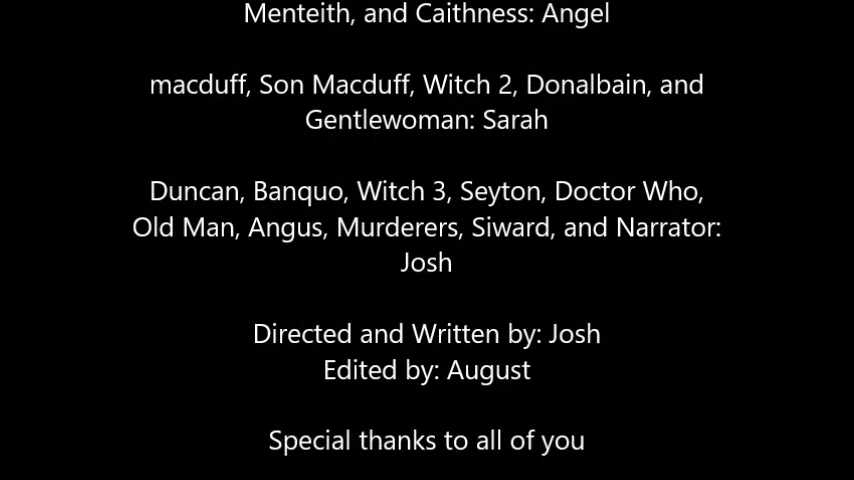 Menteith, and Caithness: Angel
macduff, Son Macduff, Witch 2, Donalbain, and
Gentlewoman: Sarah
Duncan, Banquo, Witch 3, Seyton, Doctor Who,
Old Man, Angus, Murderers, Siward, and Narrator:
Josh
Directed and Written by: Josh
Edited by: August
Special thanks to all of you